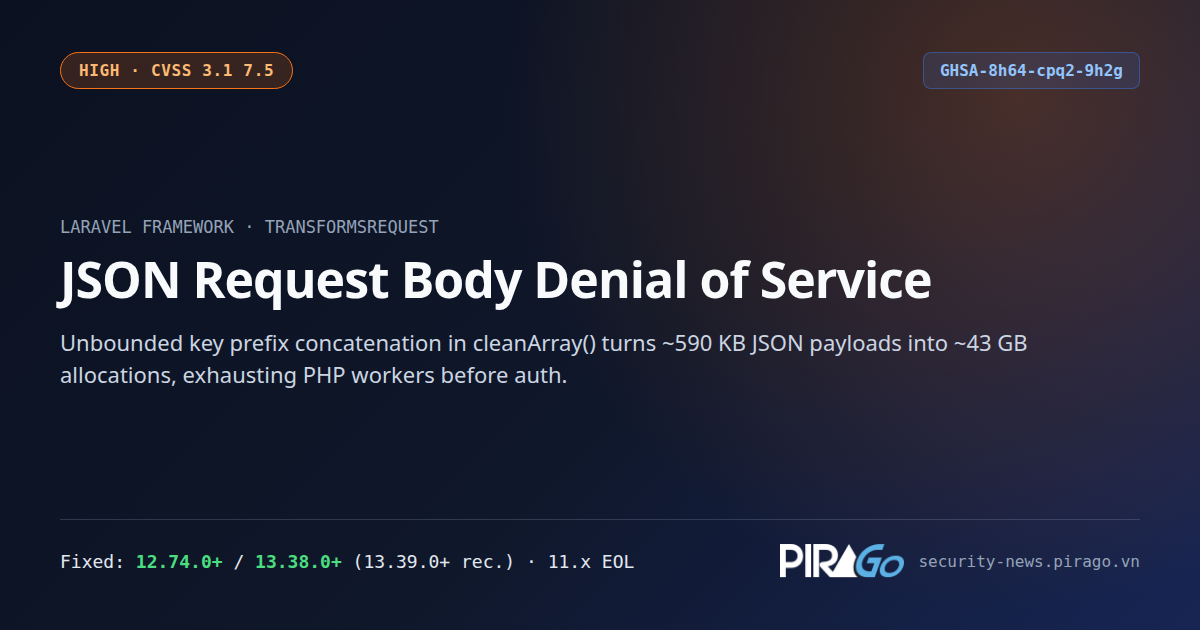 HIGH · CVSS 3.1 7.5
GHSA-8h64-cpq2-9h2g
LARAVEL FRAMEWORK · TRANSFORMSREQUEST
JSON Request Body Denial of Service
Unbounded key prefix concatenation in cleanArray() turns ~590 KB JSON payloads into ~43 GB
allocations, exhausting PHP workers before auth.
Fixed: 12.74.0+ / 13.38.0+ (13.39.0+ rec.) · 11.x EOL
PIRAGO
security-news.pirago.vn